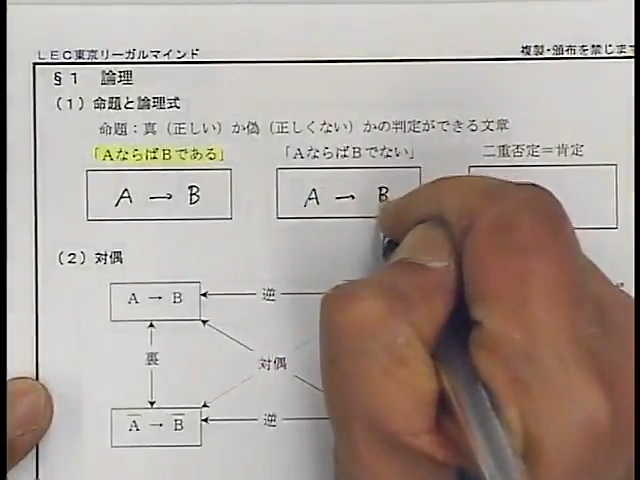 LEC東京リーガルマインド
複製・頒布を禁じま
§1 論理
(1)命題と論理式
命題：真（正しい）か偽（正しくない）かの判定ができる文章
「AならばBである」 「AならばBでない」 二重否定＝肯定
A → B A → B
(2)対偶
A → B 逆
裏 対偶
A̅ → B̅ 逆